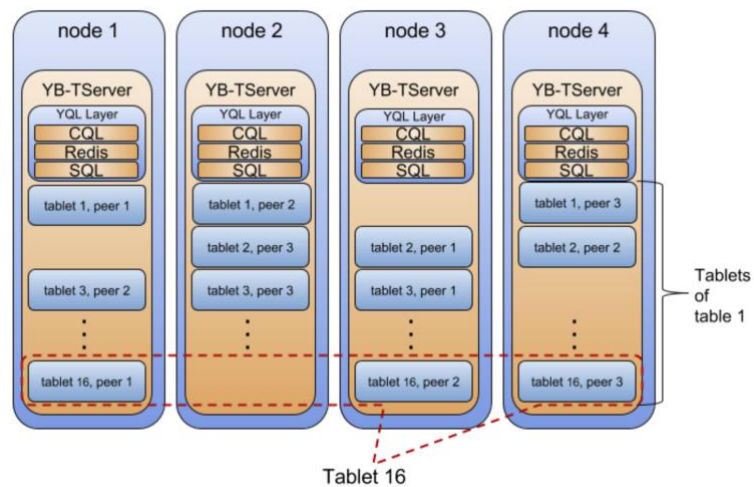 node 1
YB-TServer
YQL Layer
CQL
Redis
SQL
tablet 1, peer 1
tablet 3, peer 2
tablet 16, peer 1
node 2
YB-TServer
YQL Layer
CQL
Redis
SQL
tablet 1, peer 2
tablet 2, peer 3
tablet 3, peer 3
node 3
YB-TServer
YQL Layer
CQL
Redis
SQL
tablet 2, peer 1
tablet 3, peer 1
tablet 16, peer 2
node 4
YB-TServer
YQL Layer
CQL
Redis
SQL
tablet 1, peer 3
tablet 2, peer 2
tablet 16, peer 3
Tablets
of
table 1
Tablet 16